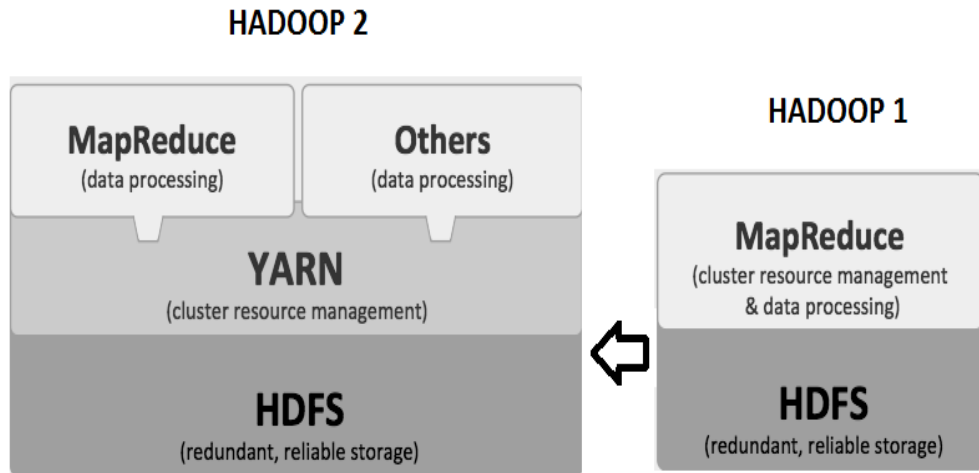 HADOOP 2
MapReduce
(data processing)
Others
(data processing)
YARN
(cluster resource management)
HDFS
(redundant, reliable storage)
HADOOP 1
MapReduce
(cluster resource management
& data processing)
HDFS
(redundant, reliable storage)